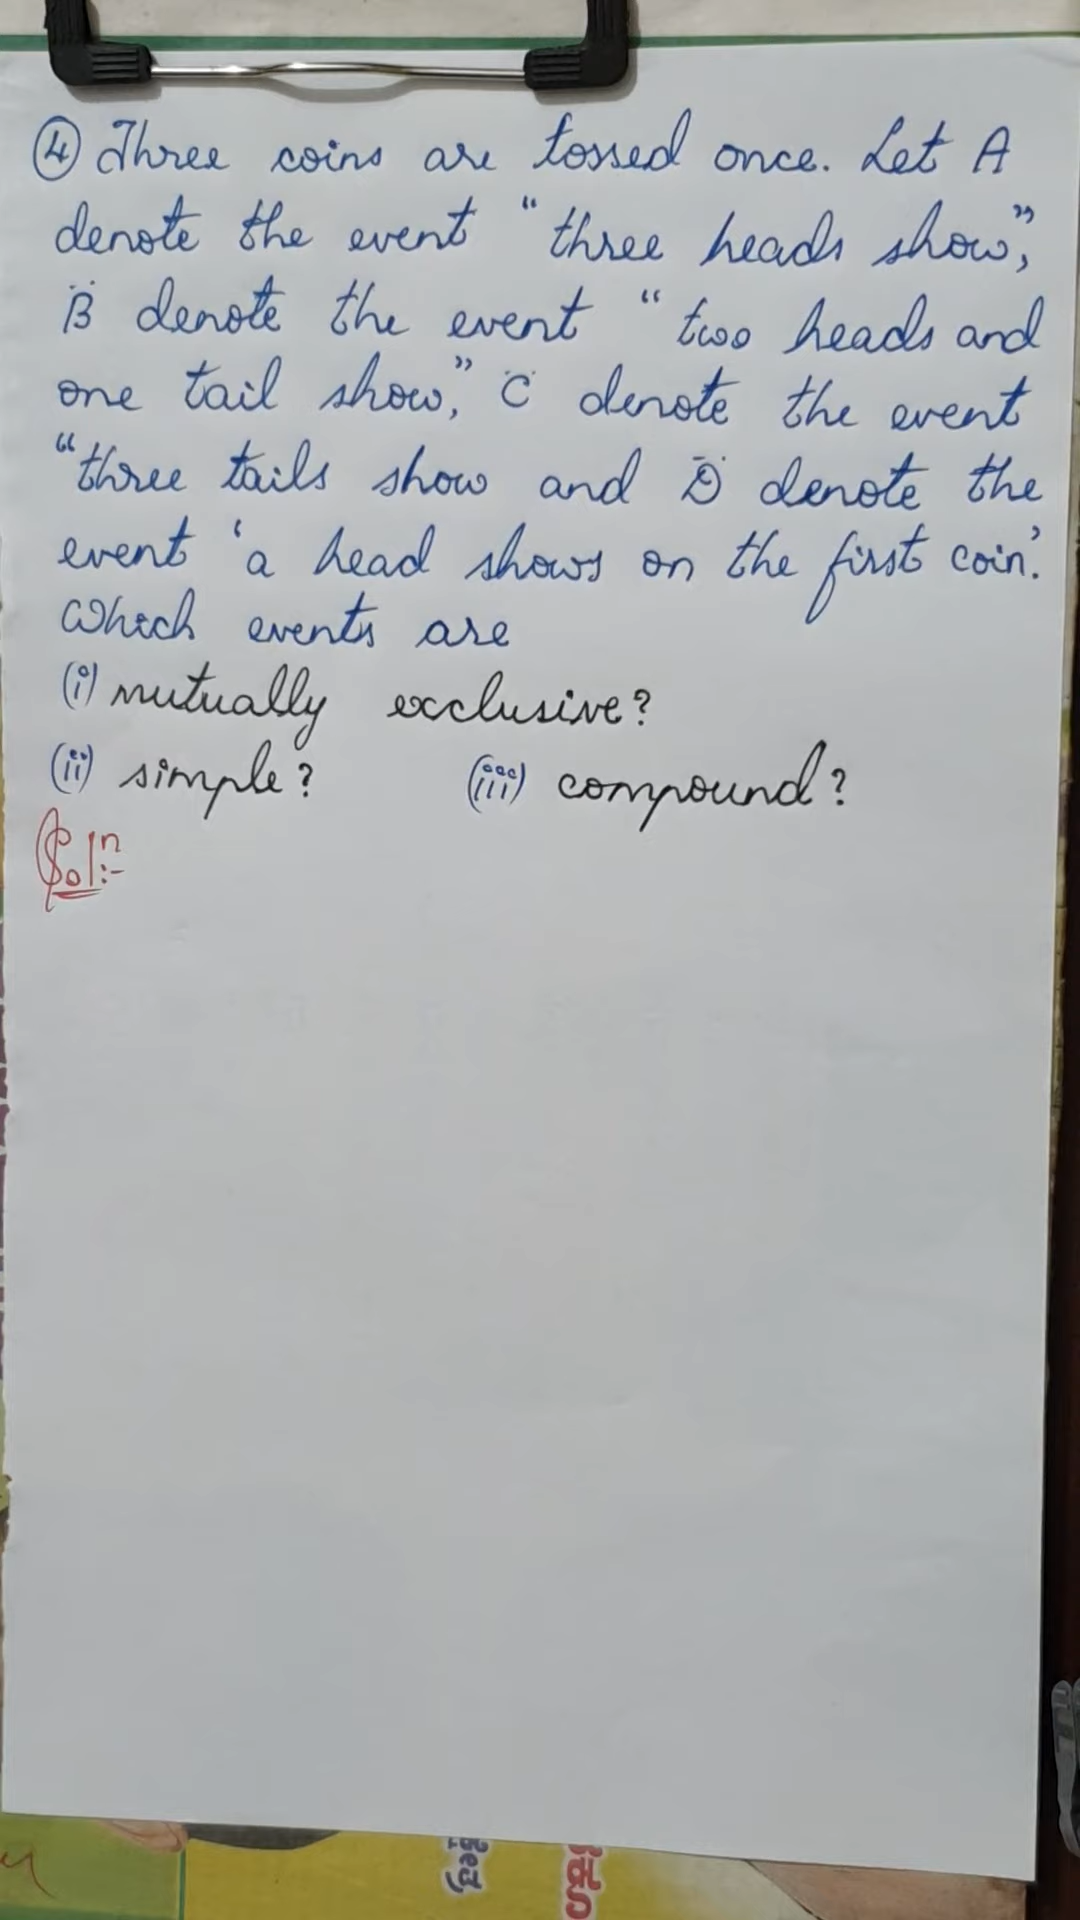 ④ Three coins are tossed once. Let A
denote the event "three heads show",
B denote the event "two heads and
one tail show," C denote the event
"three tails show and D denote the
event 'a head shows on the first coin'.
Which events are
(i) mutually exclusive?
(ii) simple? (iii) compound?
Solⁿ:-